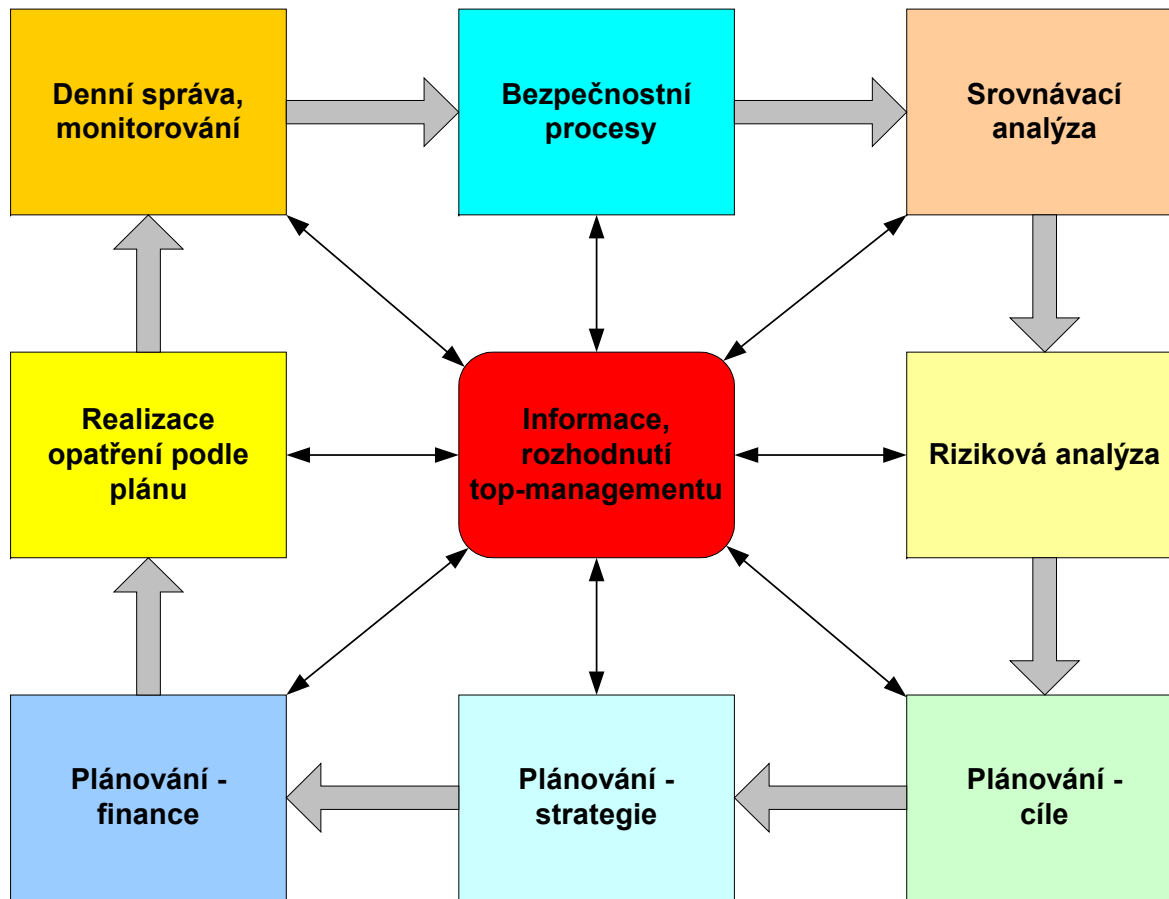 Denní správa,
monitorování
Bezpečnostní
procesy
Srovnávací
analýza
Realizace
opatření podle
plánu
Informace,
rozhodnutí
top-managementu
Riziková analýza
Plánování -
finance
Plánování -
strategie
Plánování -
cíle